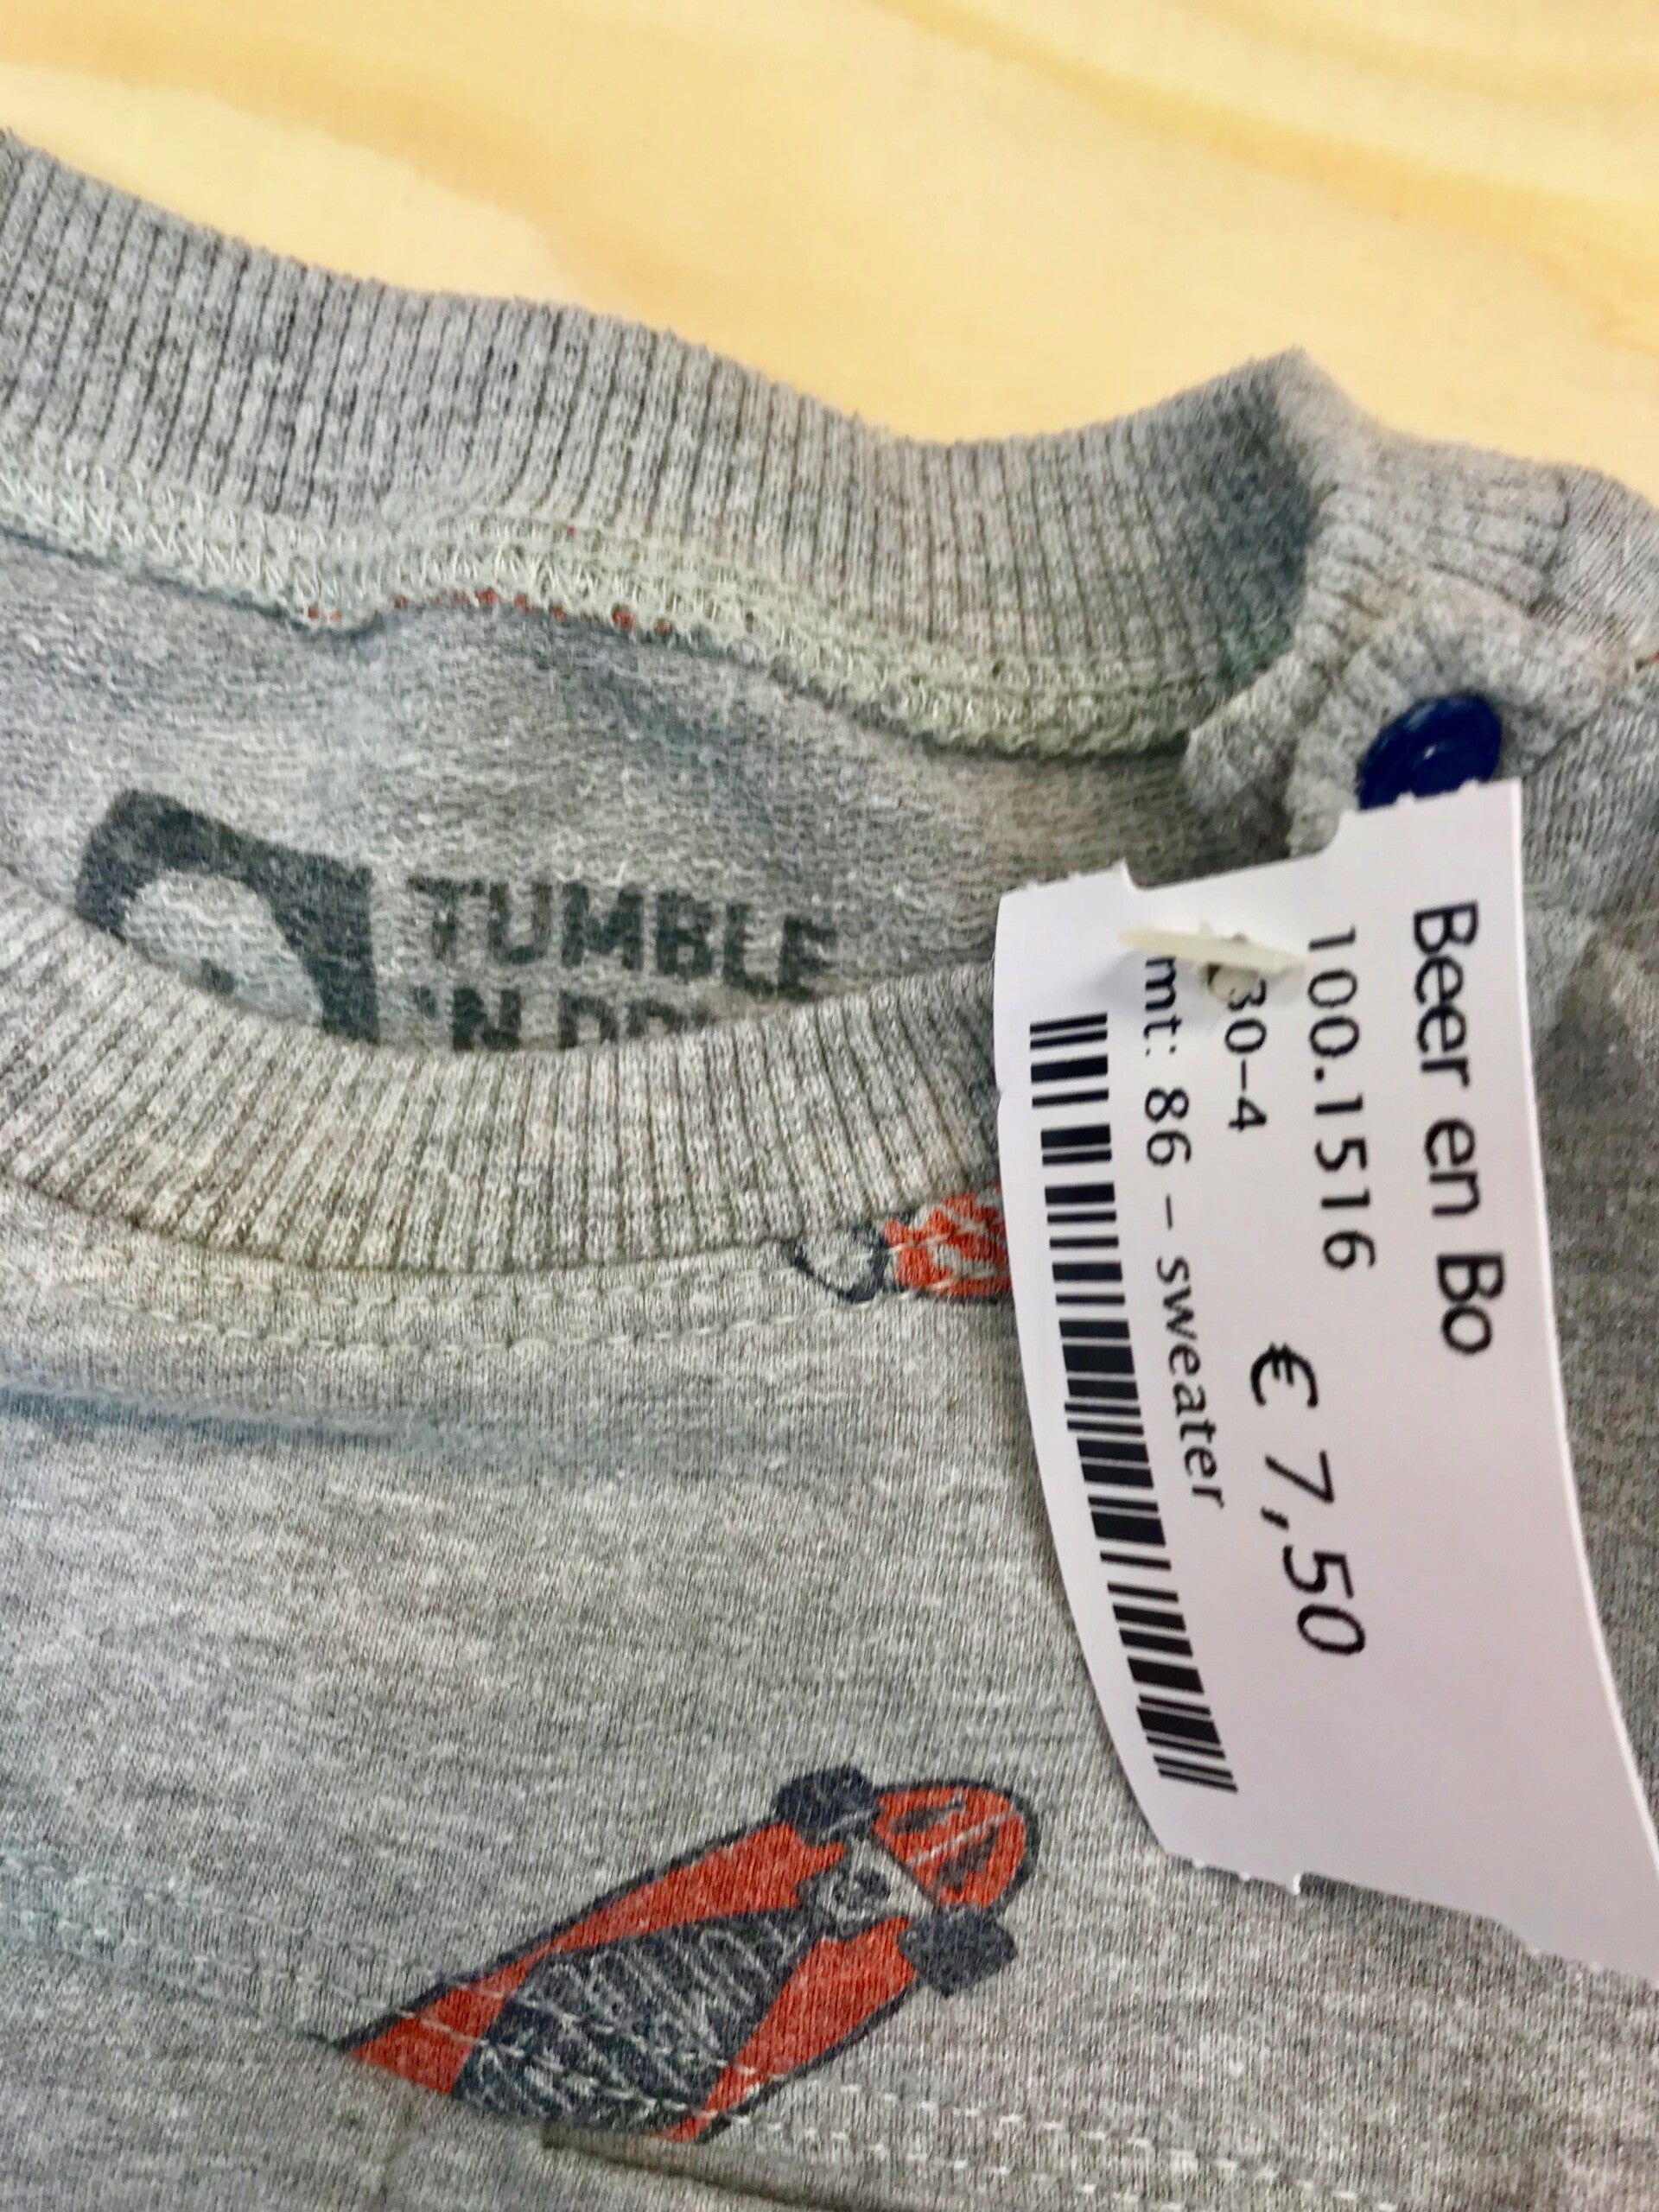 TUMBLE
'N
Beer en Bo
100.1516
30-4
€ 7,50
mt: 86 - sweater